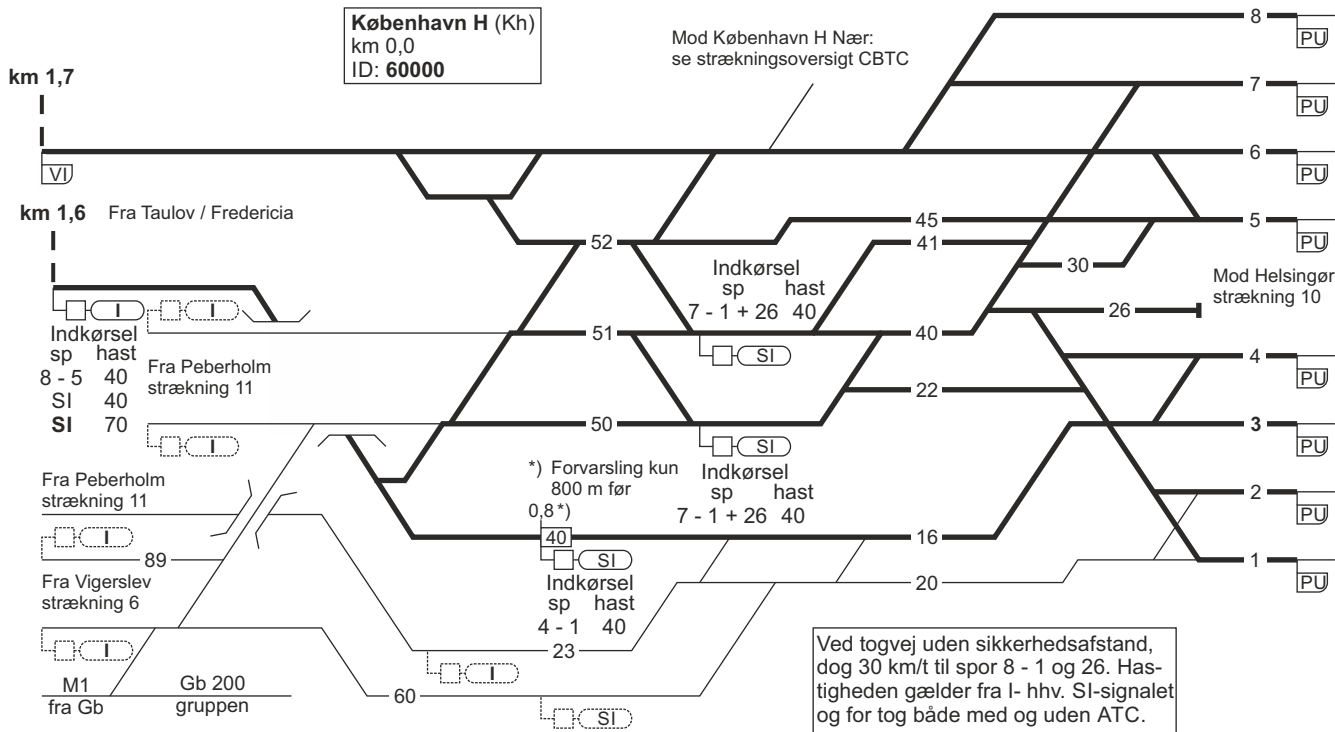 København H (Kh)
km 0,0
ID: 60000
Mod København H Nær:
se strækningsoversigt CBTC
km 1,7
VI
8
PU
7
PU
6
PU
km 1,6
Fra Taulov / Fredericia
I
I
Indkørsel
sp hast
8 - 5 40
SI 40
SI 70
Fra Peberholm
strækning 11
I
52
45
41
5
PU
30
Mod Helsingør
strækning 10
Indkørsel
sp hast
7 - 1 + 26 40
SI
51
40
26
4
PU
22
50
SI
Indkørsel
sp hast
7 - 1 + 26 40
3
PU
*) Forvarsling kun
800 m før
0,8 *)
40
SI
Indkørsel
sp hast
4 - 1 40
16
2
PU
Fra Peberholm
strækning 11
I
89
20
1
PU
Fra Vigerslev
strækning 6
I
23
I
M1
fra Gb
Gb 200
gruppen
60
SI
Ved togvej uden sikkerhedsafstand,
dog 30 km/t til spor 8 - 1 og 26. Has-
tigheden gælder fra I- hhv. SI-signalet
og for tog både med og uden ATC.